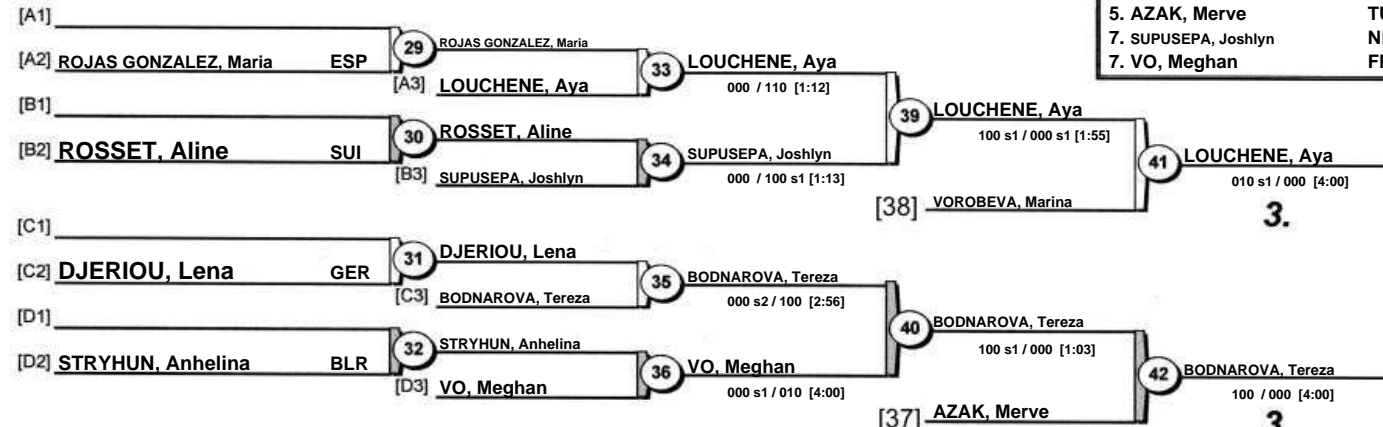 5. AZAK, Merve
7. SUPUSEPA, Joshlyn
7. VO, Meghan
[A1]
[A2] ROJAS GONZALEZ, Maria ESP
29
ROJAS GONZALEZ, Maria
[A3] LOUCHENE, Aya
33
LOUCHENE, Aya
000 / 110 [1:12]
[B1]
[B2] ROSSET, Aline SUI
30
ROSSET, Aline
[B3] SUPUSEPA, Joshlyn
34
SUPUSEPA, Joshlyn
000 / 100 s1 [1:13]
39
LOUCHENE, Aya
100 s1 / 000 s1 [1:55]
[38] VOROBEVA, Marina
41
LOUCHENE, Aya
010 s1 / 000 [4:00]
3.
[C1]
[C2] DJERIOU, Lena GER
31
DJERIOU, Lena
[C3] BODNAROVA, Tereza
35
BODNAROVA, Tereza
000 s2 / 100 [2:56]
[D1]
[D2] STRYHUN, Anhelina BLR
32
STRYHUN, Anhelina
[D3] VO, Meghan
36
VO, Meghan
000 s1 / 010 [4:00]
40
BODNAROVA, Tereza
100 s1 / 000 [1:03]
[37] AZAK, Merve
42
BODNAROVA, Tereza
100 / 000 [4:00]
3.